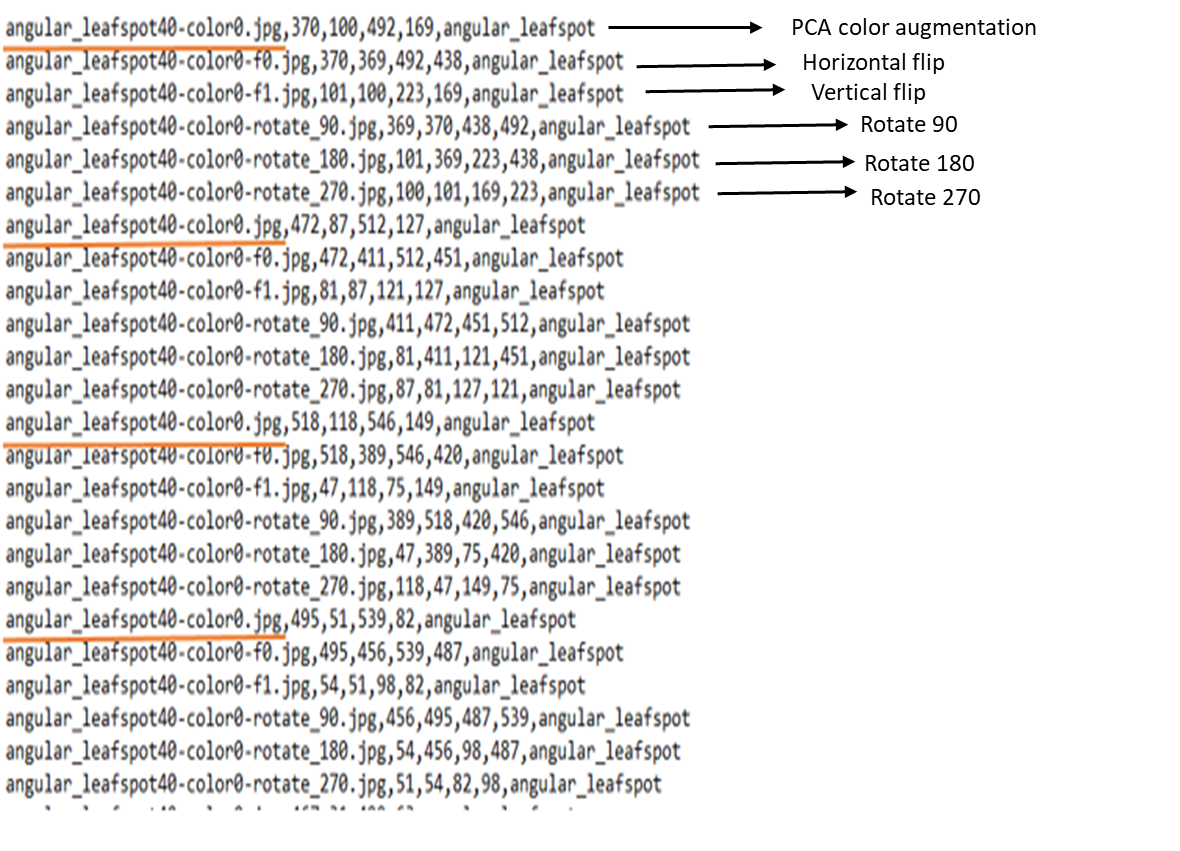 angular_leafspot40-color0.jpg,370,100,492,169,angular_leafspot PCA color augmentation
angular_leafspot40-color0-f0.jpg,370,369,492,438,angular_leafspot Horizontal flip
angular_leafspot40-color0-f1.jpg,101,100,223,169,angular_leafspot Vertical flip
angular_leafspot40-color0-rotate_90.jpg,369,370,438,492,angular_leafspot Rotate 90
angular_leafspot40-color0-rotate_180.jpg,101,369,223,438,angular_leafspot Rotate 180
angular_leafspot40-color0-rotate_270.jpg,100,101,169,223,angular_leafspot Rotate 270
angular_leafspot40-color0.jpg,472,87,512,127,angular_leafspot
angular_leafspot40-color0-f0.jpg,472,411,512,451,angular_leafspot
angular_leafspot40-color0-f1.jpg,81,87,121,127,angular_leafspot
angular_leafspot40-color0-rotate_90.jpg,411,472,451,512,angular_leafspot
angular_leafspot40-color0-rotate_180.jpg,81,411,121,451,angular_leafspot
angular_leafspot40-color0-rotate_270.jpg,87,81,127,121,angular_leafspot
angular_leafspot40-color0.jpg,518,118,546,149,angular_leafspot
angular_leafspot40-color0-f0.jpg,518,389,546,420,angular_leafspot
angular_leafspot40-color0-f1.jpg,47,118,75,149,angular_leafspot
angular_leafspot40-color0-rotate_90.jpg,389,518,420,546,angular_leafspot
angular_leafspot40-color0-rotate_180.jpg,47,389,75,420,angular_leafspot
angular_leafspot40-color0-rotate_270.jpg,118,47,149,75,angular_leafspot
angular_leafspot40-color0.jpg,495,51,539,82,angular_leafspot
angular_leafspot40-color0-f0.jpg,495,456,539,487,angular_leafspot
angular_leafspot40-color0-f1.jpg,54,51,98,82,angular_leafspot
angular_leafspot40-color0-rotate_90.jpg,456,495,487,539,angular_leafspot
angular_leafspot40-color0-rotate_180.jpg,54,456,98,487,angular_leafspot
angular_leafspot40-color0-rotate_270.jpg,51,54,82,98,angular_leafspot